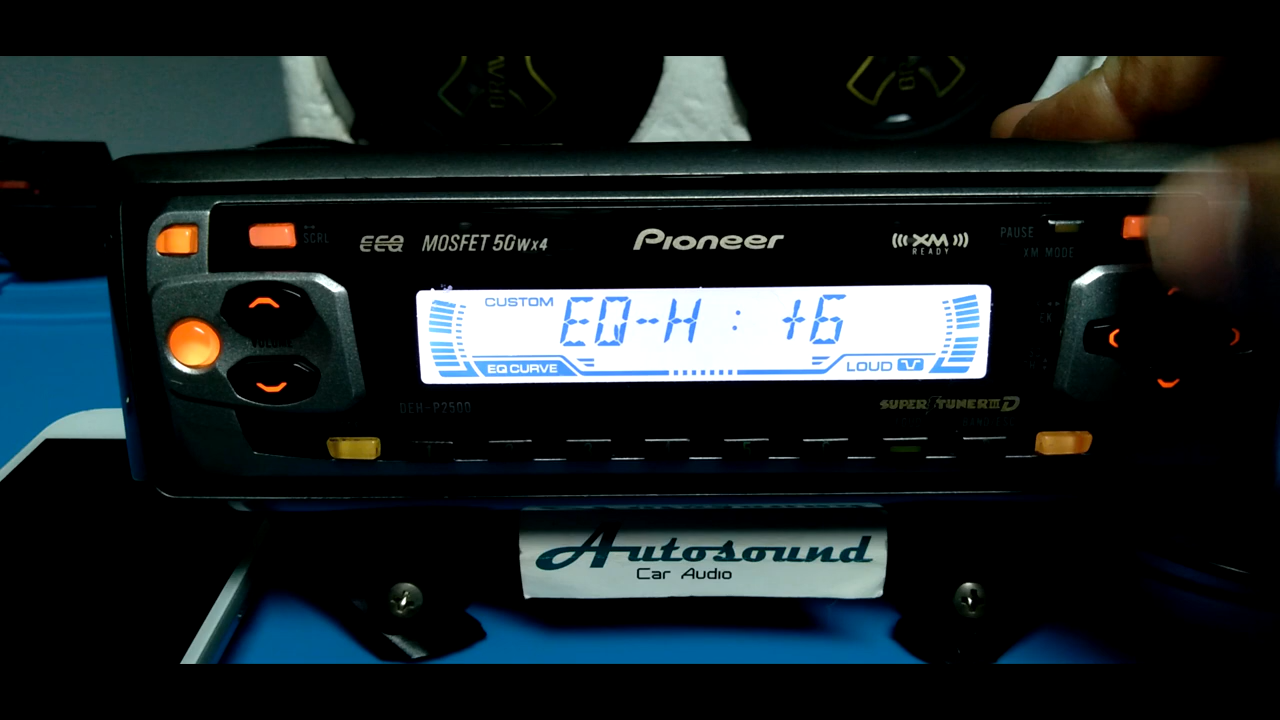 SCRL
EEQ MOSFET 50Wx4
Pioneer
XM
READY
PAUSE
XM MODE
CUSTOM
EQ-H : +6
EQ CURVE
LOUD
VOLUME
DEH-P2500
SUPER TUNER III D
Autosound
Car Audio